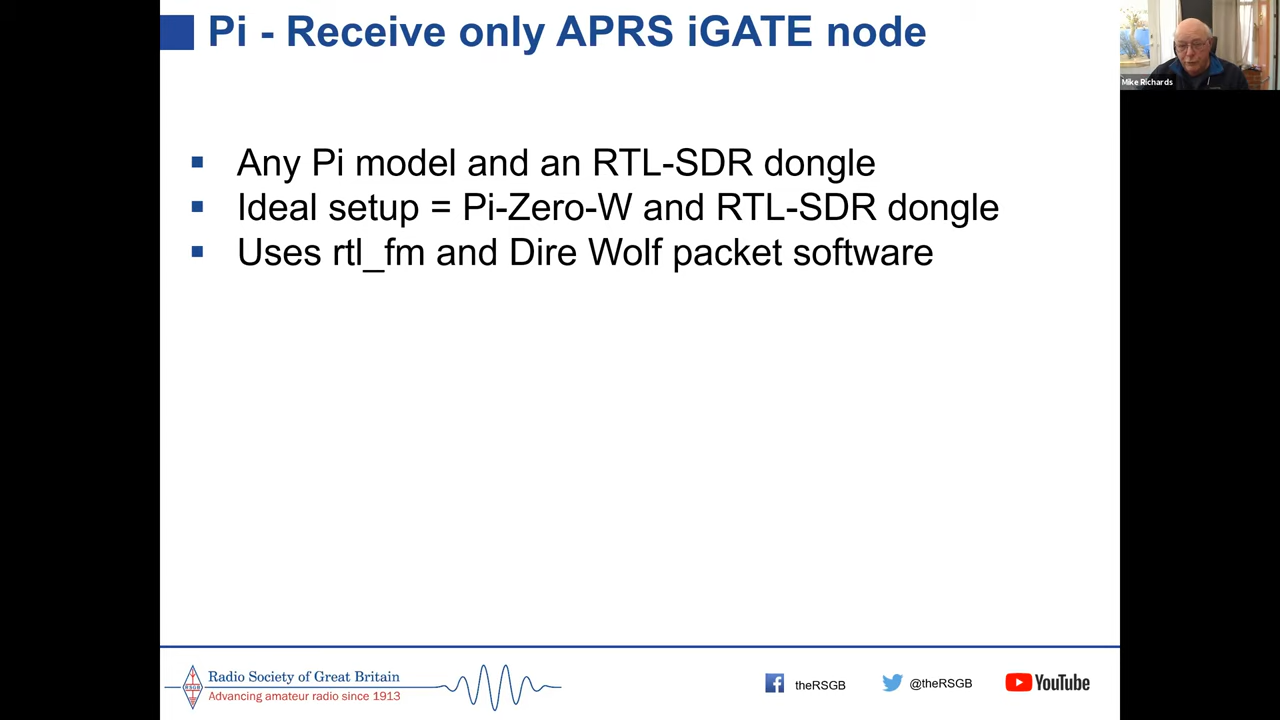 Pi - Receive only APRS iGATE node
Mike Richards
Any Pi model and an RTL-SDR dongle
Ideal setup = Pi-Zero-W and RTL-SDR dongle
Uses rtl_fm and Dire Wolf packet software
RSGB
Radio Society of Great Britain
Advancing amateur radio since 1913
theRSGB
@theRSGB
YouTube